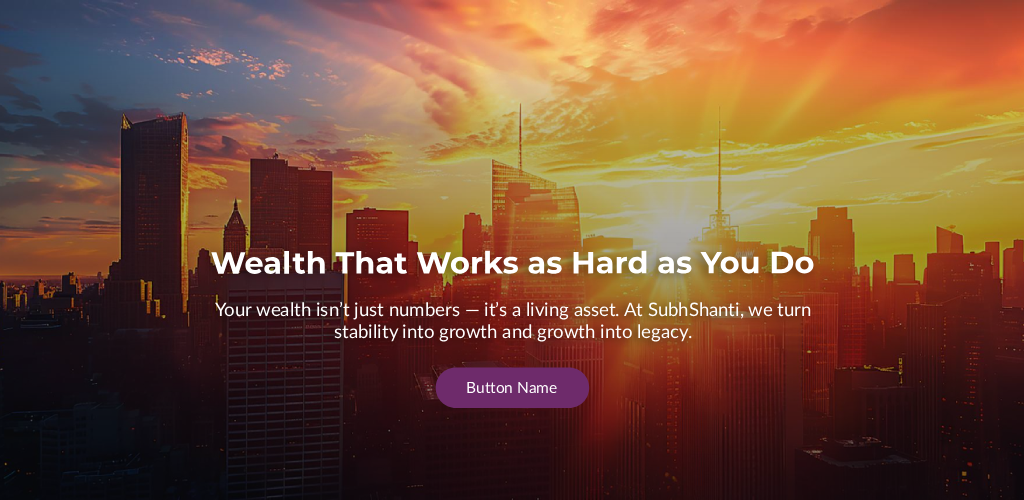 Wealth That Works as Hard as You Do
Your wealth isn’t just numbers — it’s a living asset. At SubhShanti, we turn
stability into growth and growth into legacy.
Button Name